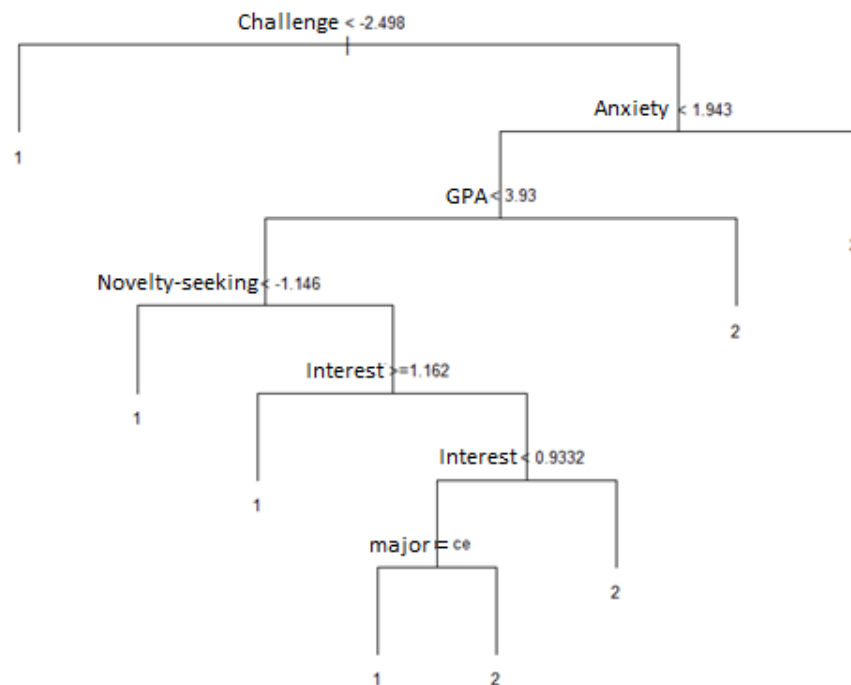 Challenge < -2.498
Anxiety < 1.943
1
GPA < 3.93
Novelty-seeking < -1.146
2
Interest >=1.162
1
Interest < 0.9332
1
major = ce
2
1
2